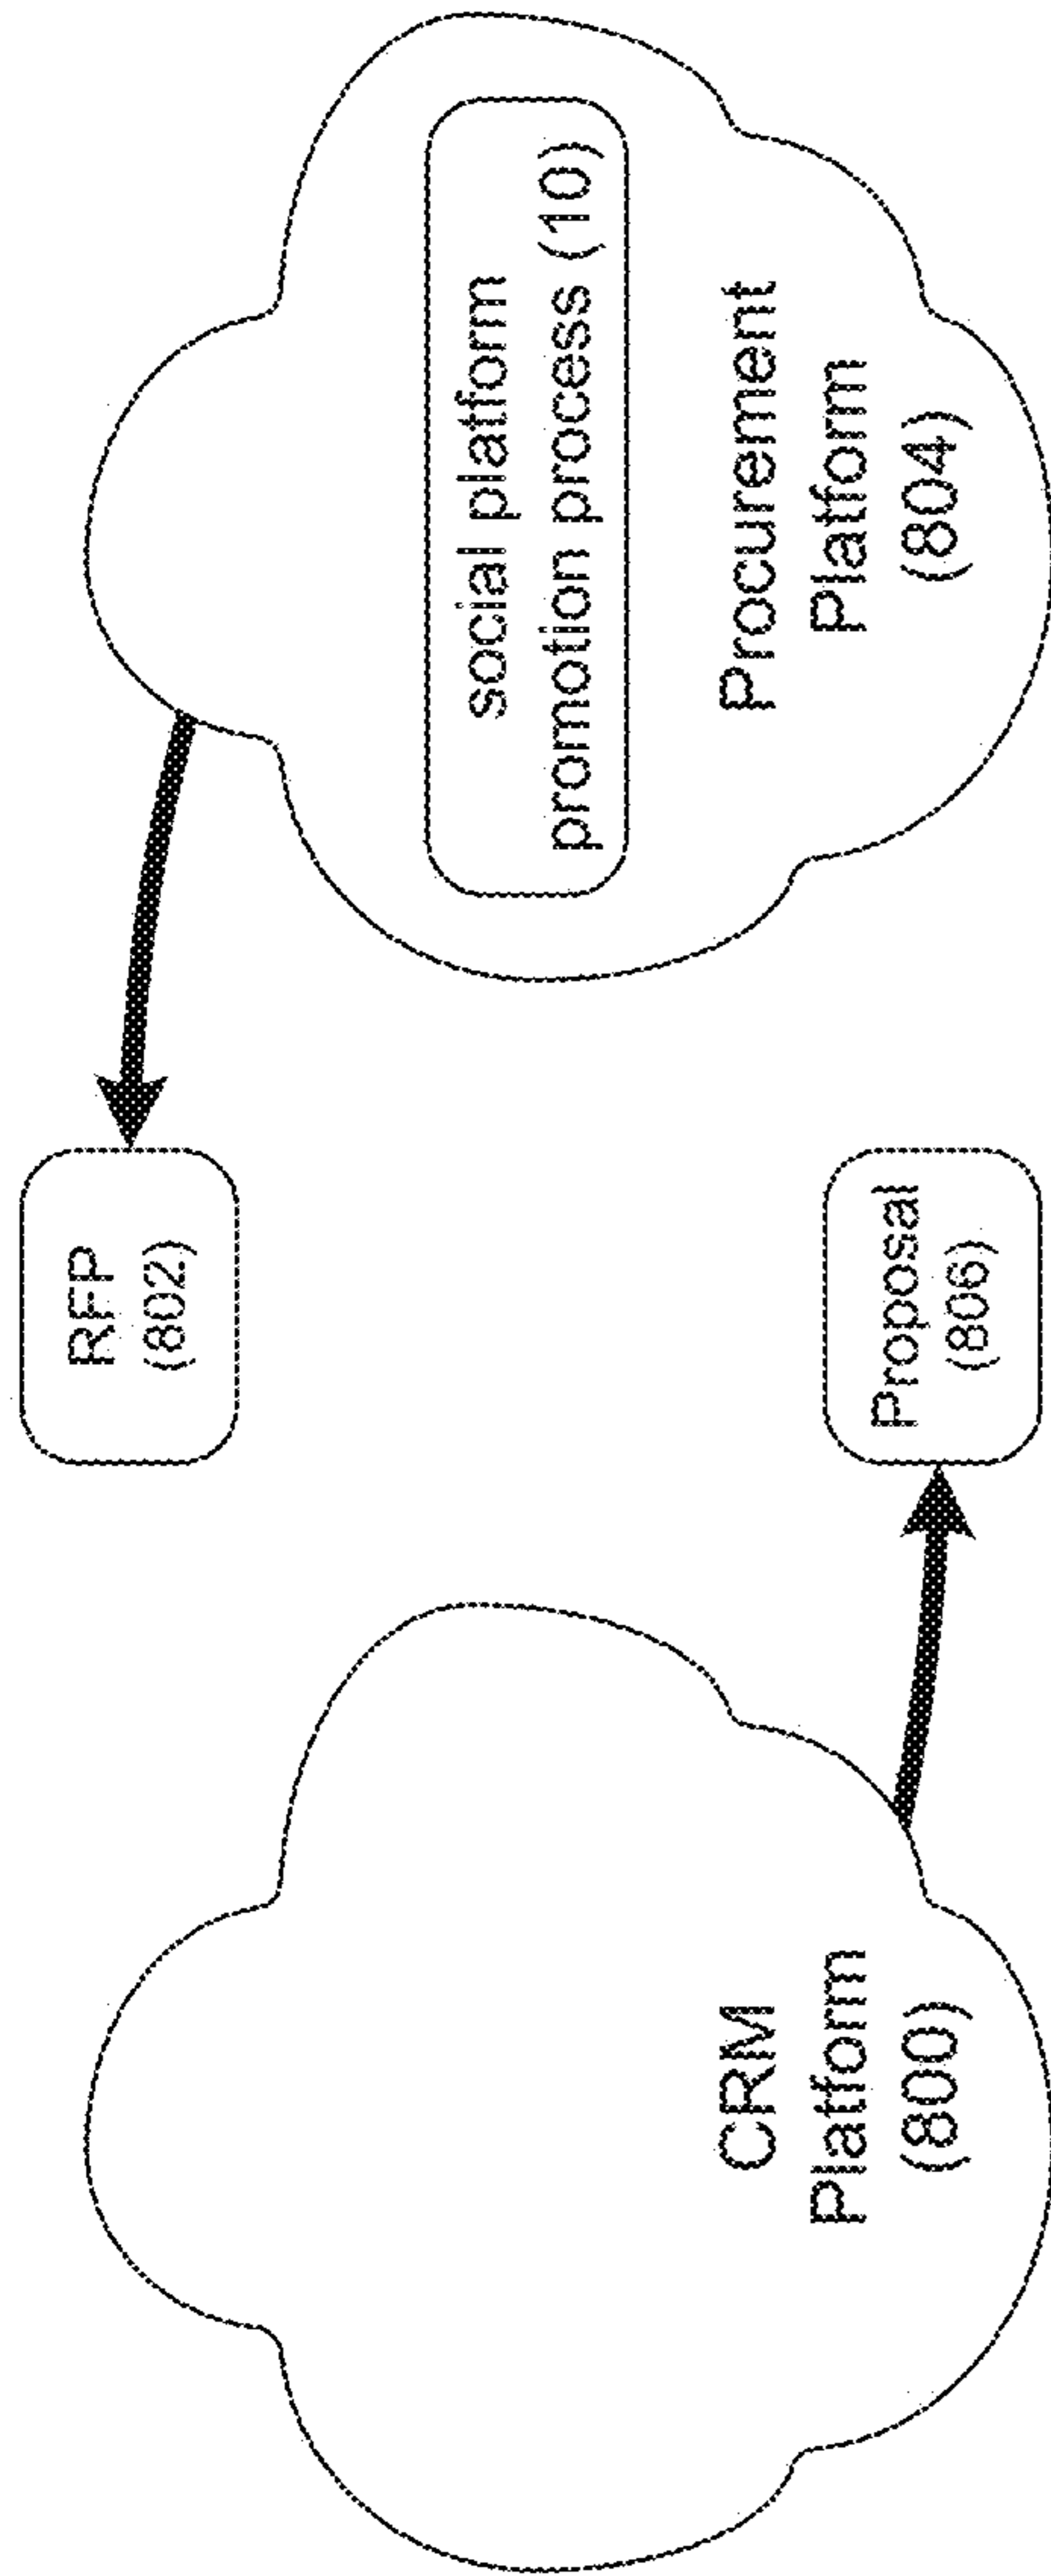 RFP
(802)
social platform
promotion process (10)
Procurement
Platform
(804)
CRM
Platform
(800)
Proposal
(806)